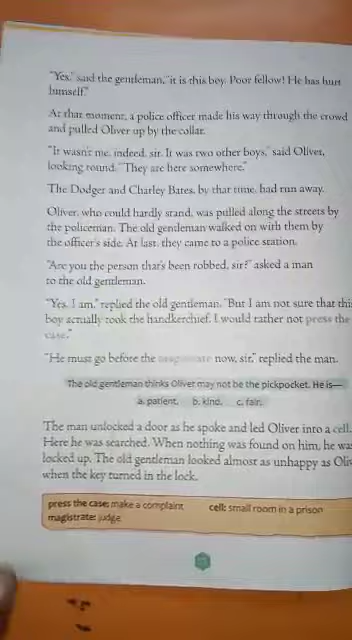 "Yes," said the gentleman, "it is this boy. Poor fellow! He has hurt
himself."
At that moment, a police officer made his way through the crowd
and pulled Oliver up by the collar.
"It wasn't me, indeed, sir. It was two other boys," said Oliver,
looking round. "They are here somewhere."
The Dodger and Charley Bates, by that time, had run away.
Oliver, who could hardly stand, was pulled along the streets by
the policeman. The old gentleman walked on with them by
the officer's side. At last, they came to a police station.
"Are you the person that's been robbed, sir?" asked a man
to the old gentleman.
"Yes, I am," replied the old gentleman. "But I am not sure that this
boy actually took the handkerchief. I would rather not press the
case."
"He must go before the magistrate now, sir," replied the man.
The old gentleman thinks Oliver may not be the pickpocket. He is—
a. patient. b. kind. c. fair.
The man unlocked a door as he spoke and led Oliver into a cell.
Here he was searched. When nothing was found on him, he wa
locked up. The old gentleman looked almost as unhappy as Oliv
when the key turned in the lock.
press the case: make a complaint cell: small room in a prison
magistrate: judge